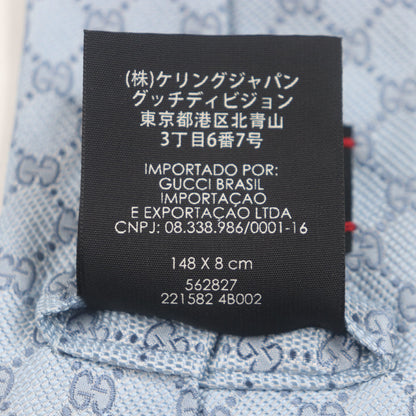 (株)ケリングジャパン
グッチディビジョン
東京都港区北青山
3丁目6番7号
IMPORTADO POR:
GUCCI BRASIL
IMPORTAÇAO
E EXPORTAÇAO LTDA
CNPJ: 08.338.986/0001-16
148 X 8 cm
562827
221582 4B002